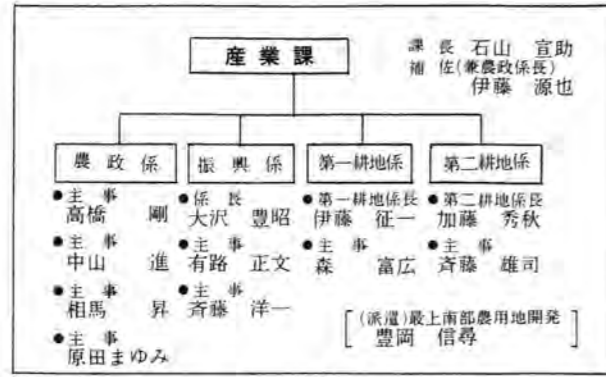 産業課
課長 石山 宣助
補佐(兼農政係長)
伊藤 源也
農政係
●主事
高橋 剛
●主事
中山 進
●主事
相馬 昇
●主事
原田まゆみ
振興係
●係長
大沢 豊昭
●主事
有路 正文
●主事
斉藤 洋一
第一耕地係
●第一耕地係長
伊藤 征一
●主事
森 富広
第二耕地係
●第二耕地係長
加藤 秀秋
●主事
斉藤 雄司
(派遣)最上南部農用地開発
豊岡 信尋